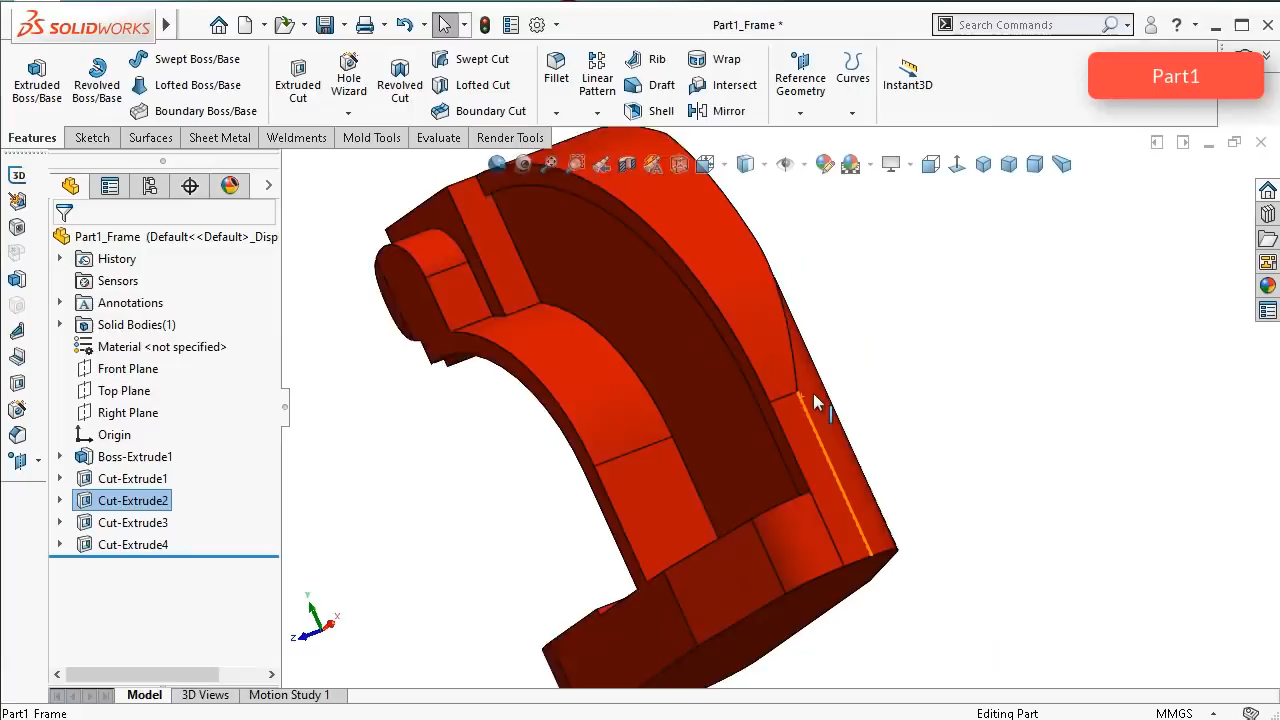 SOLIDWORKS
Part1_Frame *
Search Commands
Part1
Extruded Boss/Base
Revolved Boss/Base
Swept Boss/Base
Lofted Boss/Base
Boundary Boss/Base
Extruded Cut
Hole Wizard
Revolved Cut
Swept Cut
Lofted Cut
Boundary Cut
Fillet
Linear Pattern
Rib
Draft
Shell
Wrap
Intersect
Mirror
Reference Geometry
Curves
Instant3D
Features
Sketch
Surfaces
Sheet Metal
Weldments
Mold Tools
Evaluate
Render Tools
3D
Part1_Frame (Default<<Default>_Disp
History
Sensors
Annotations
Solid Bodies(1)
Material <not specified>
Front Plane
Top Plane
Right Plane
Origin
Boss-Extrude1
Cut-Extrude1
Cut-Extrude2
Cut-Extrude3
Cut-Extrude4
Y
X
Z
Model
3D Views
Motion Study 1
Part1 Frame
Editing Part
MMGS